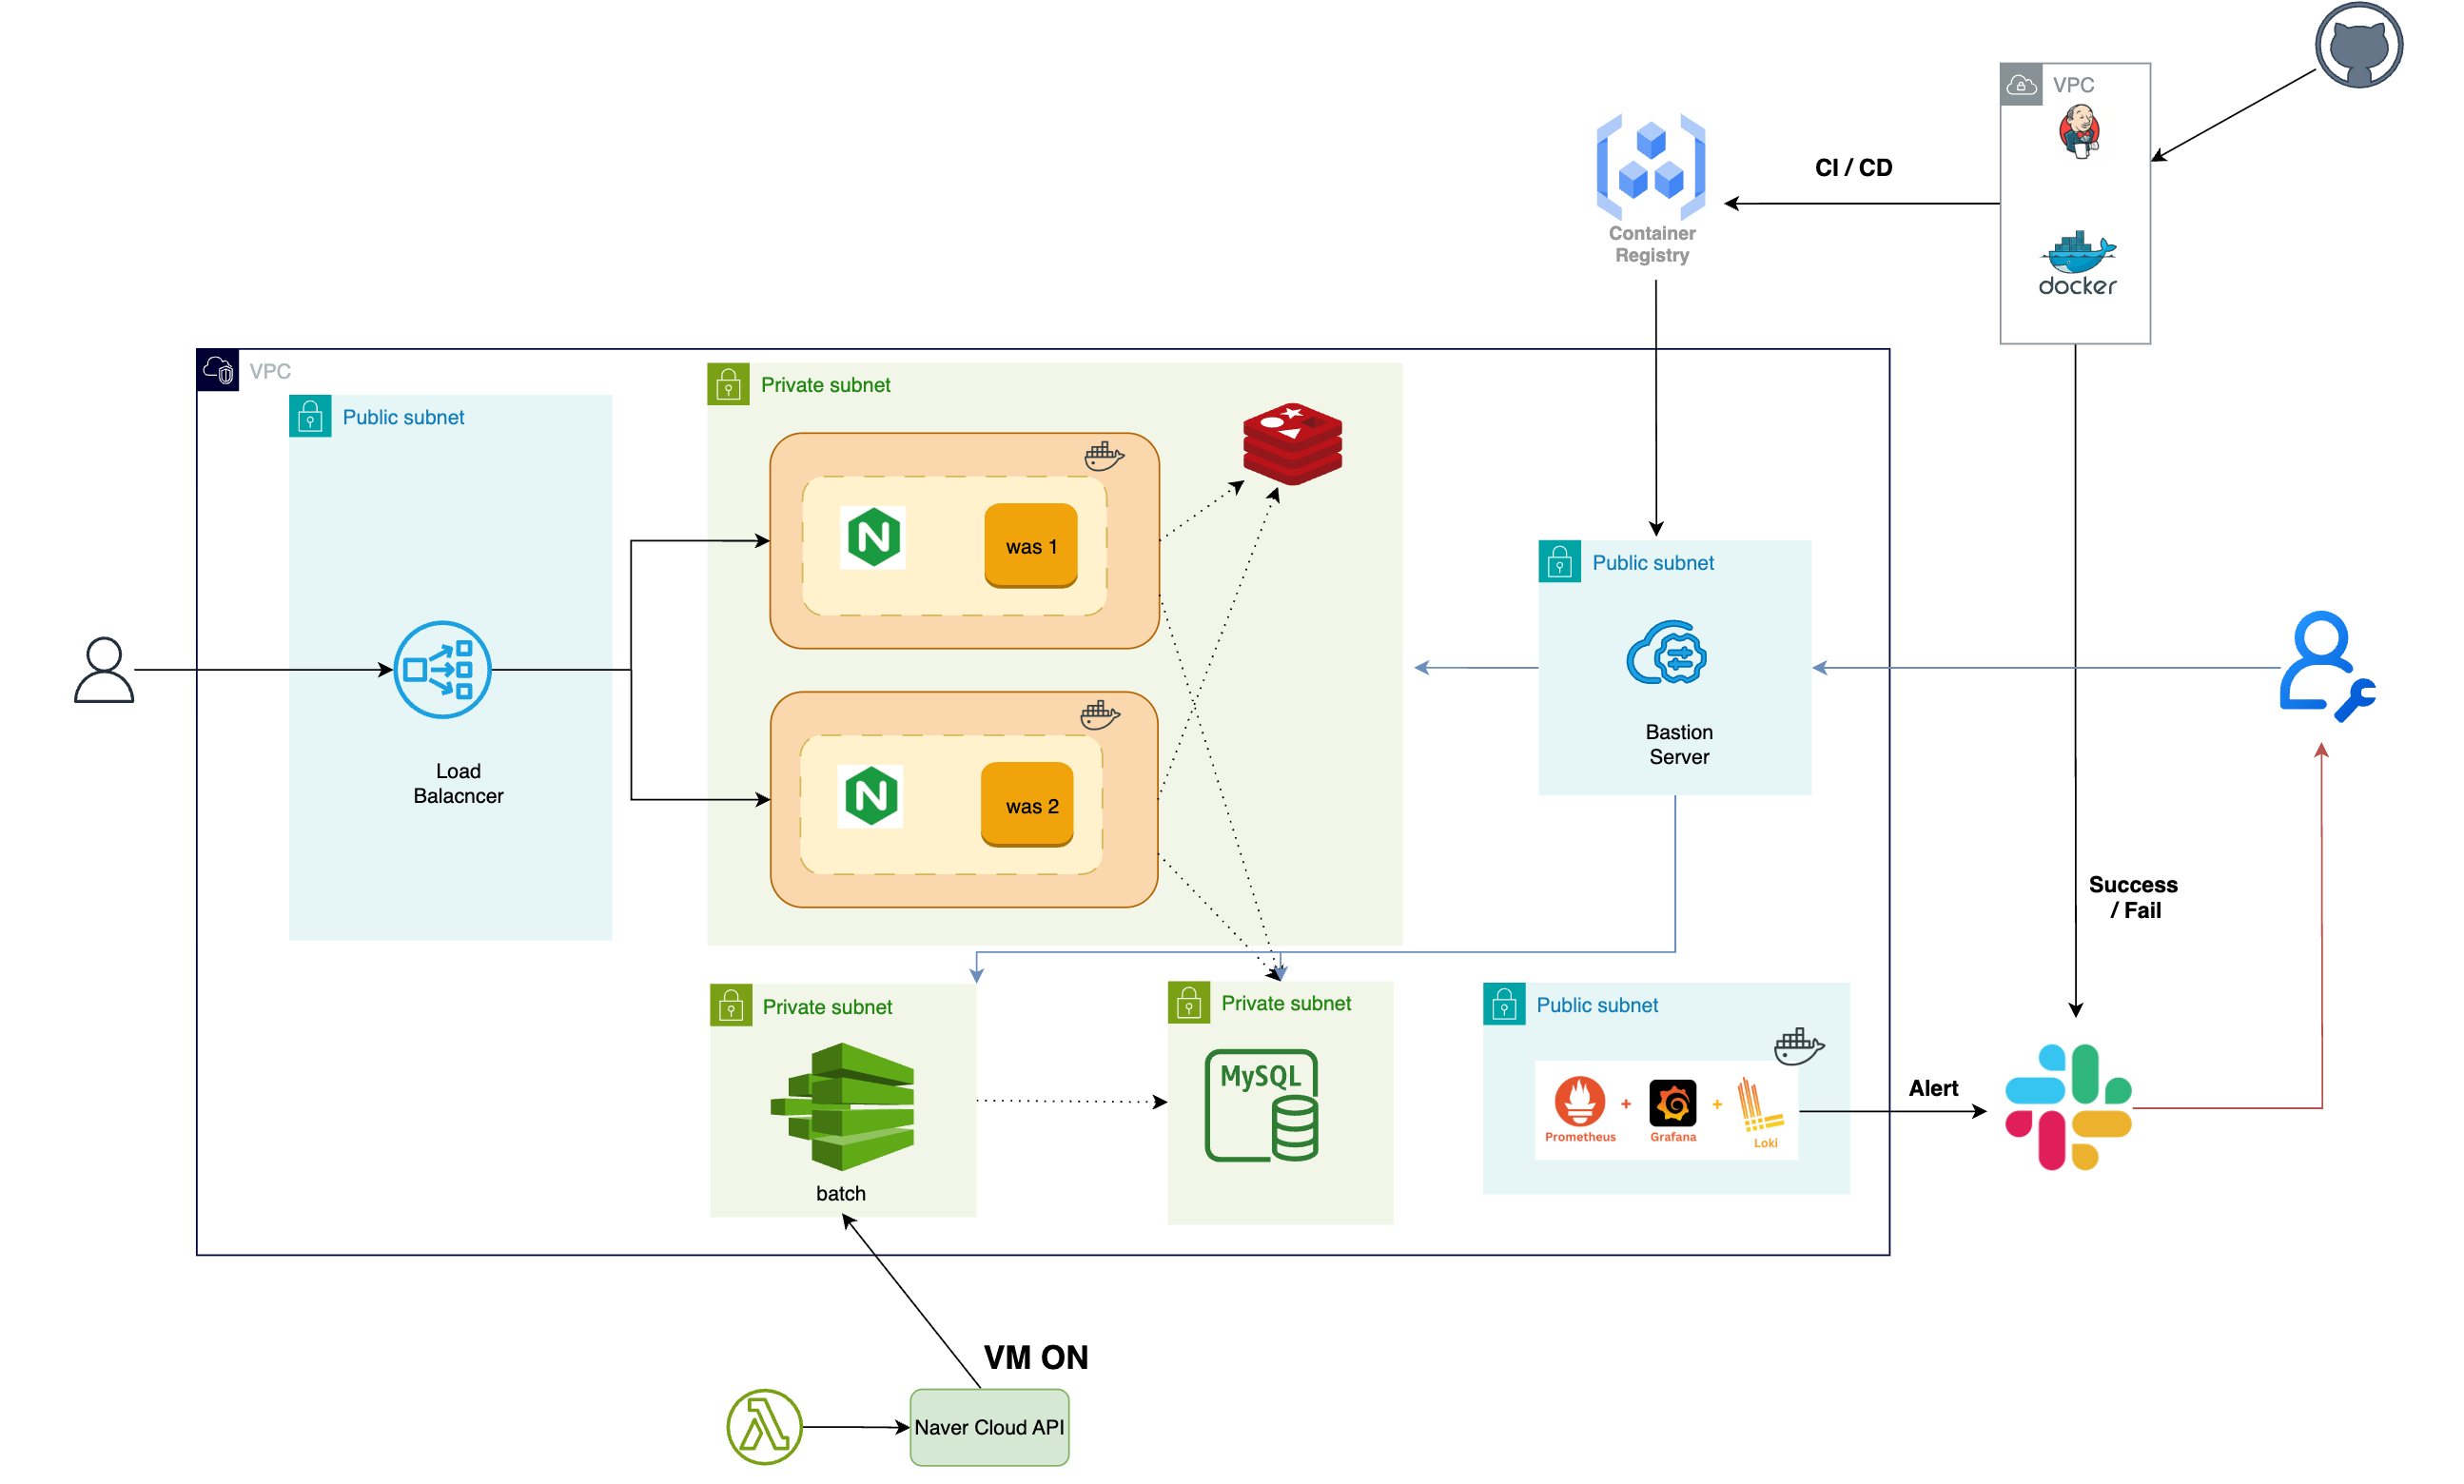 VPC
docker
CI / CD
Container
Registry
VPC
Public subnet
Private subnet
was 1
was 2
Load
Balacncer
Public subnet
Bastion
Server
Success
/ Fail
Private subnet
batch
Private subnet
MySQL
Public subnet
Prometheus
+
Grafana
+
Loki
Alert
VM ON
Naver Cloud API